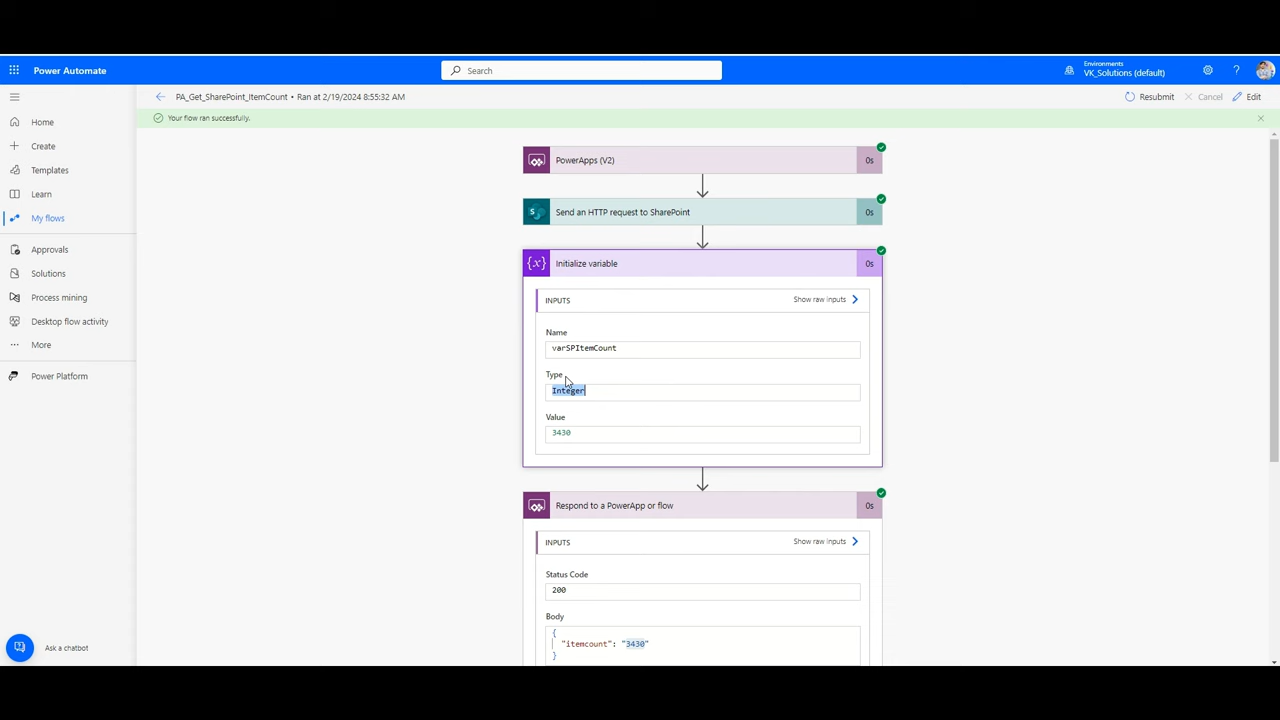 Power Automate
Search
Environments
VK_Solutions (default)
PA_Get_SharePoint_ItemCount • Ran at 2/19/2024 8:55:32 AM
Resubmit
Cancel
Edit
Your flow ran successfully.
Home
Create
Templates
Learn
My flows
Approvals
Solutions
Process mining
Desktop flow activity
More
Power Platform
Ask a chatbot
PowerApps (V2)
0s
Send an HTTP request to SharePoint
0s
{x} Initialize variable
0s
INPUTS
Show raw inputs
Name
varSPItemCount
Type
Integer
Value
3430
Respond to a PowerApp or flow
0s
INPUTS
Show raw inputs
Status Code
200
Body
{
"itemcount": "3430"
}